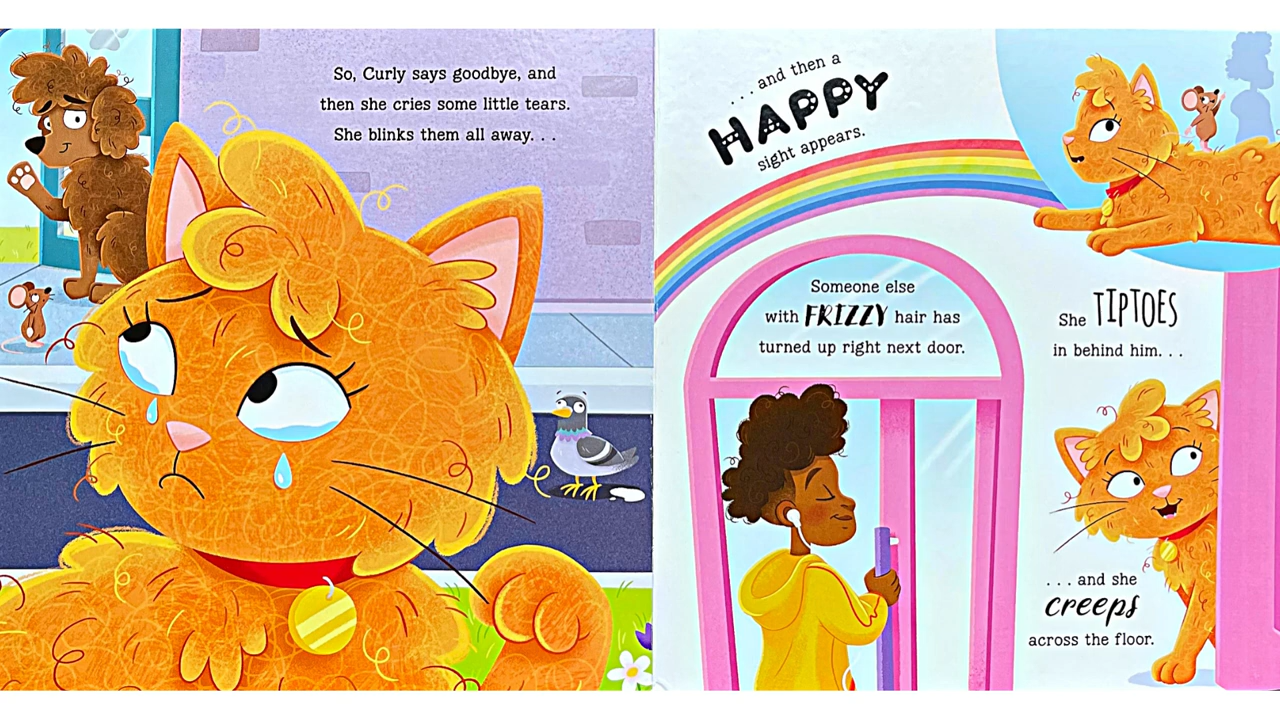 So, Curly says goodbye, and
then she cries some little tears.
She blinks them all away. . .
. . . and then a
HAPPY
sight appears.
Someone else
with FRIZZY hair has
turned up right next door.
She TIPTOES
in behind him. . .
. . . and she
creeps
across the floor.